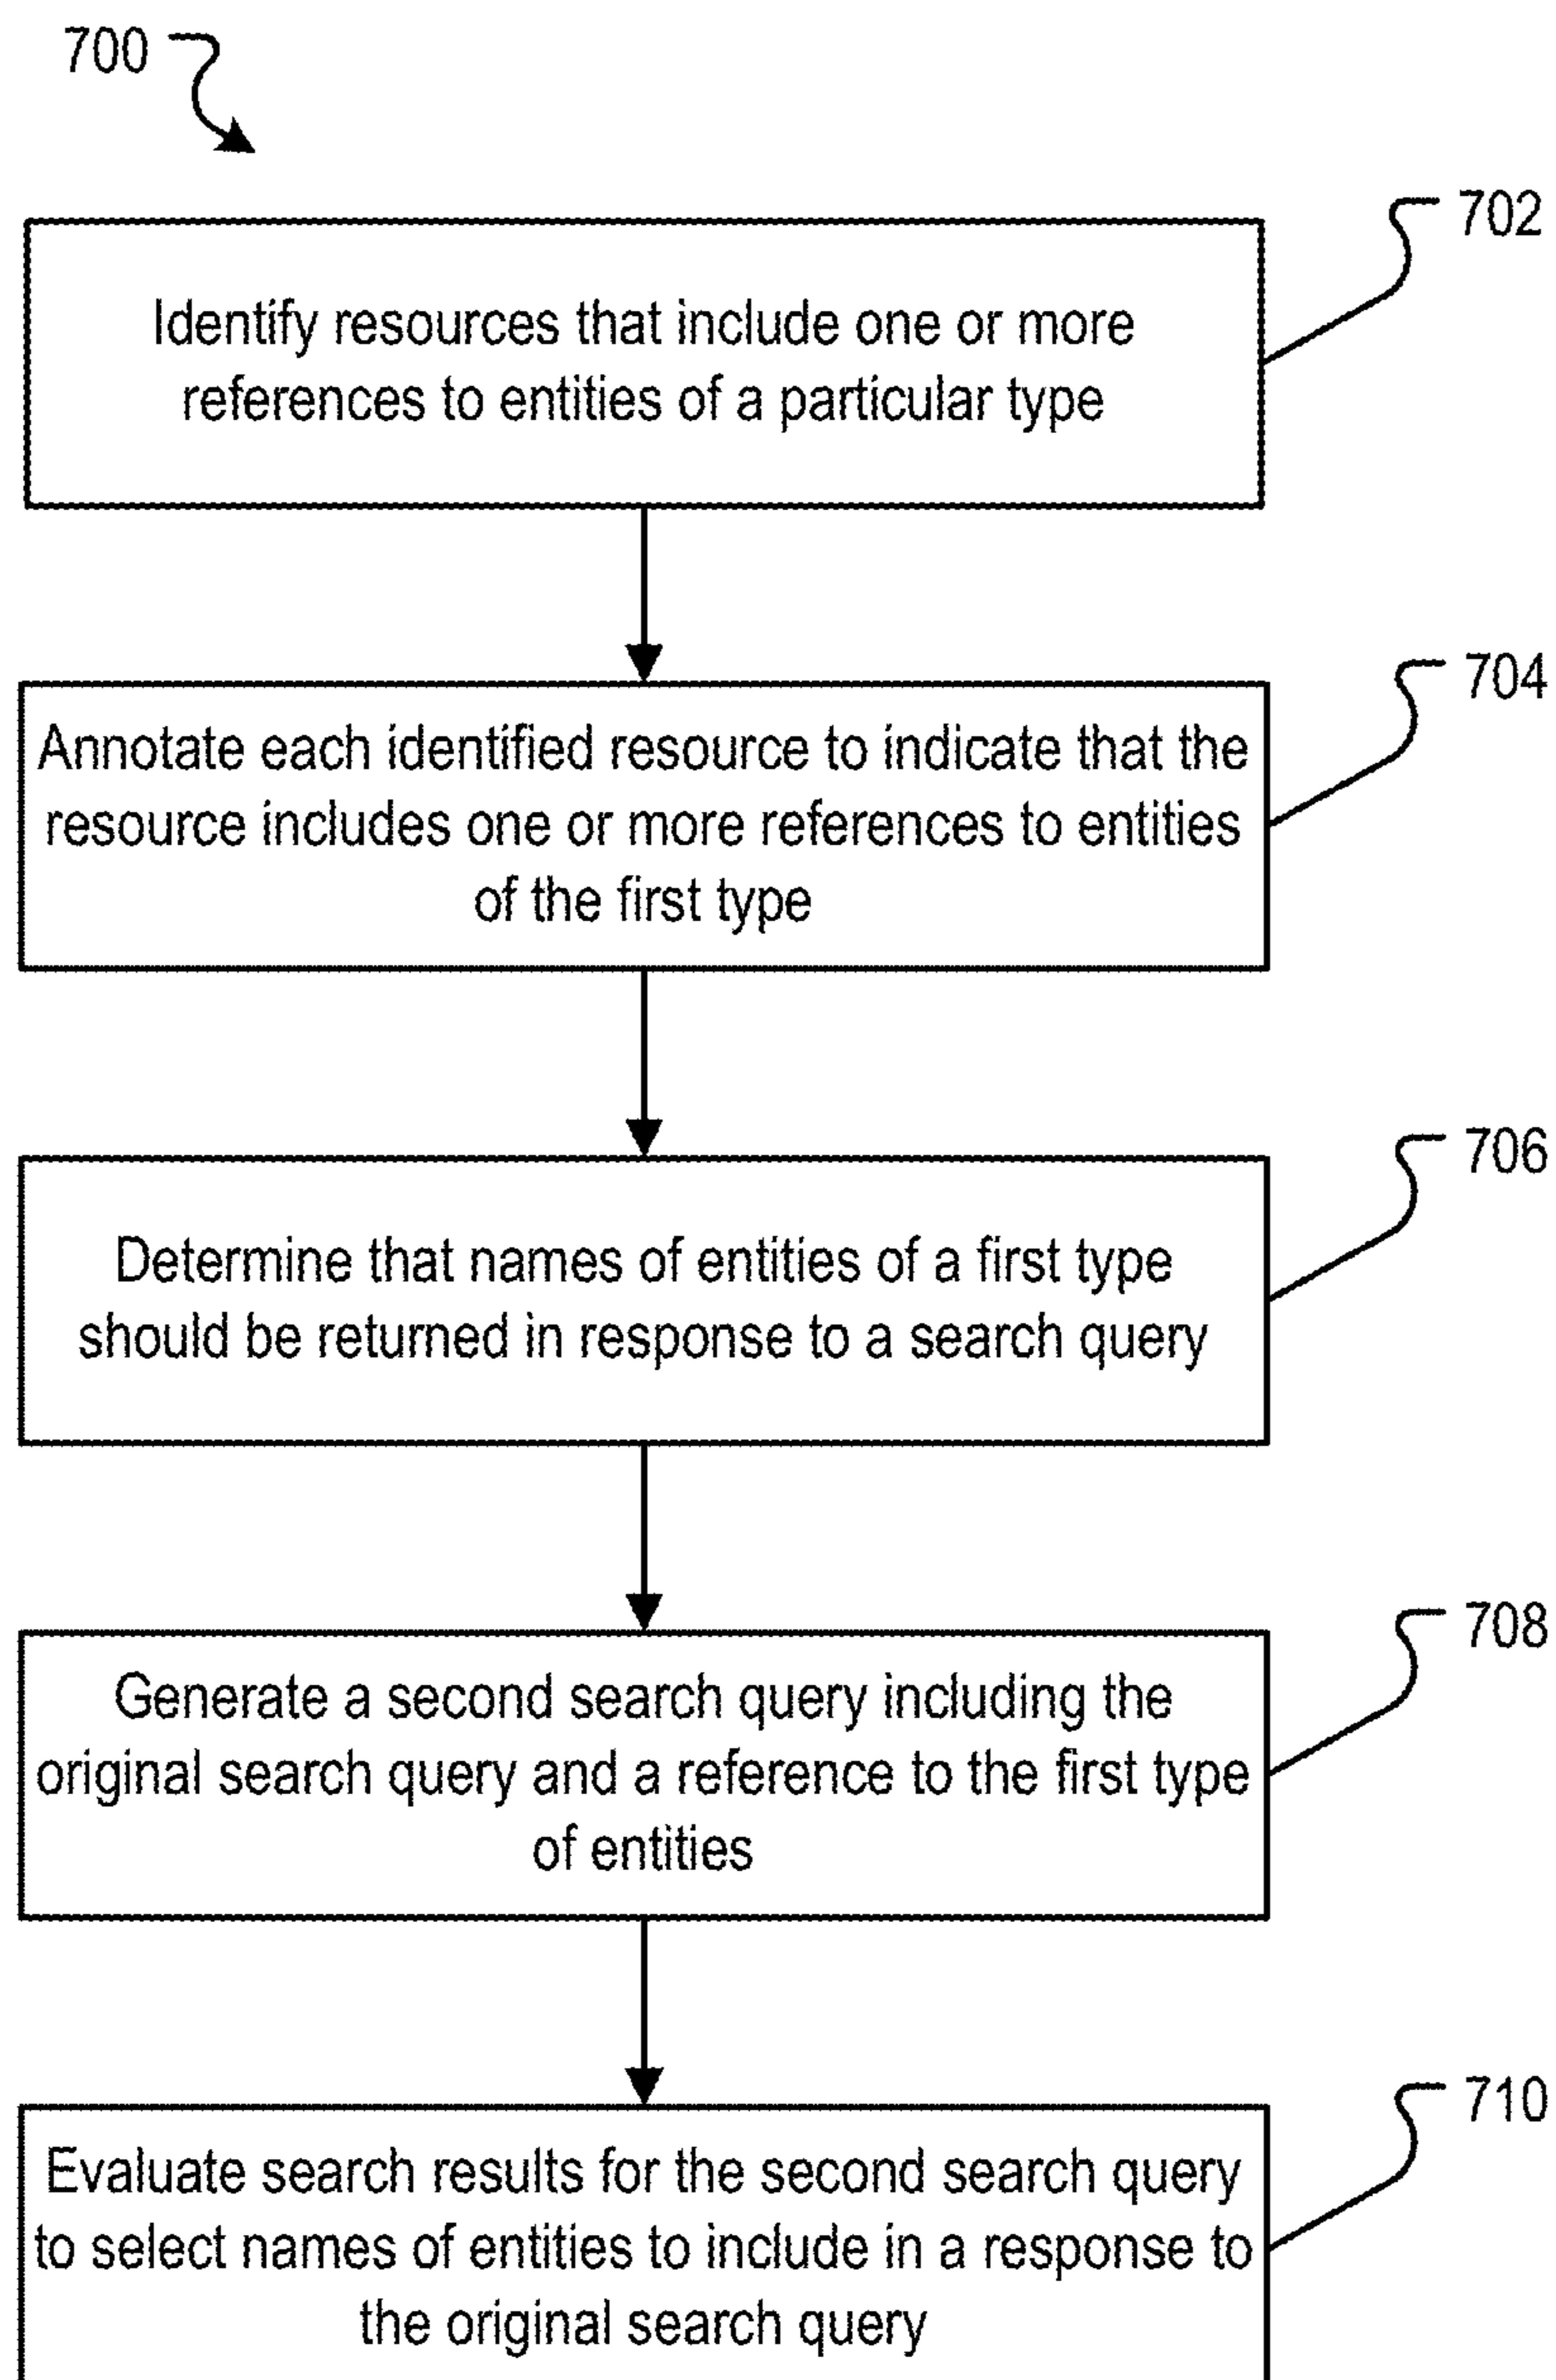 700
702
Identify resources that include one or more
references to entities of a particular type
704
Annotate each identified resource to indicate that the
resource includes one or more references to entities
of the first type
706
Determine that names of entities of a first type
should be returned in response to a search query
708
Generate a second search query including the
original search query and a reference to the first type
of entities
710
Evaluate search results for the second search query
to select names of entities to include in a response to
the original search query